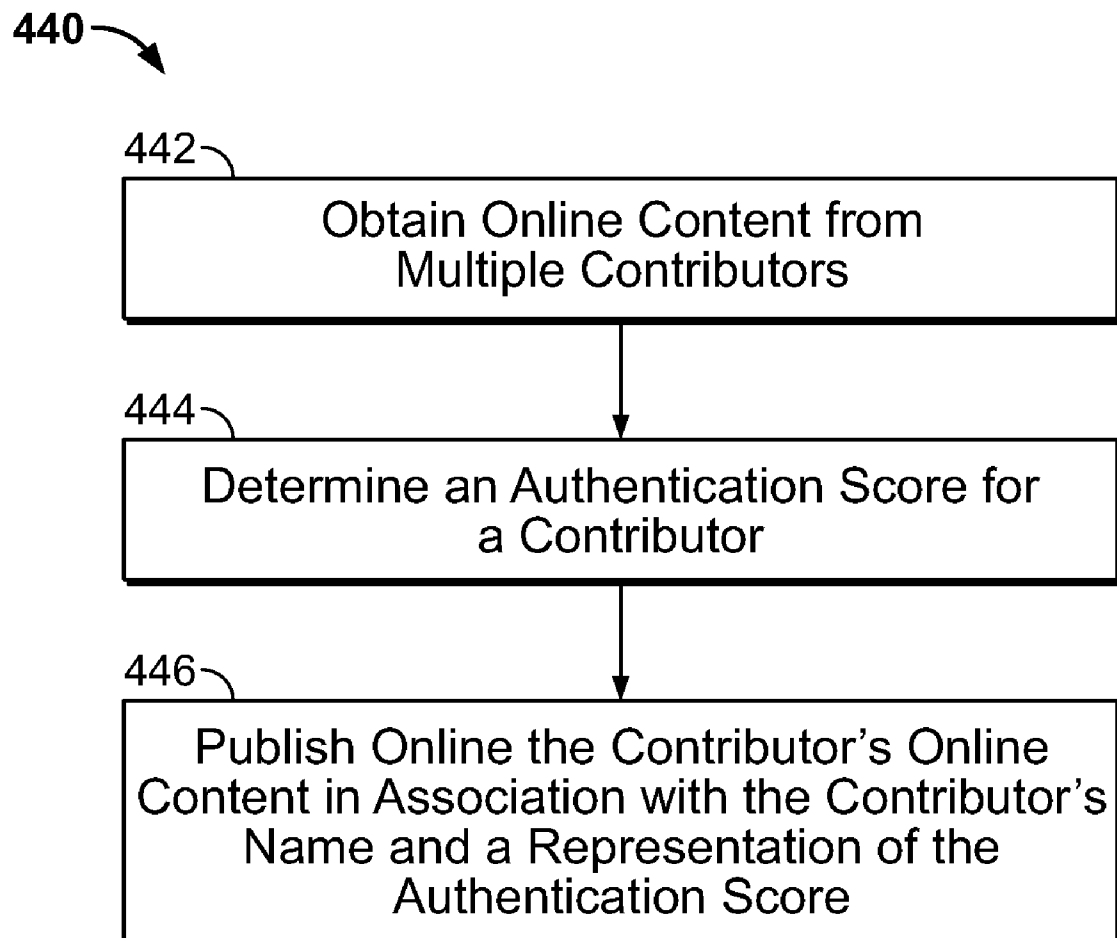 440
442
Obtain Online Content from
Multiple Contributors
444
Determine an Authentication Score for
a Contributor
446
Publish Online the Contributor’s Online
Content in Association with the Contributor’s
Name and a Representation of the
Authentication Score